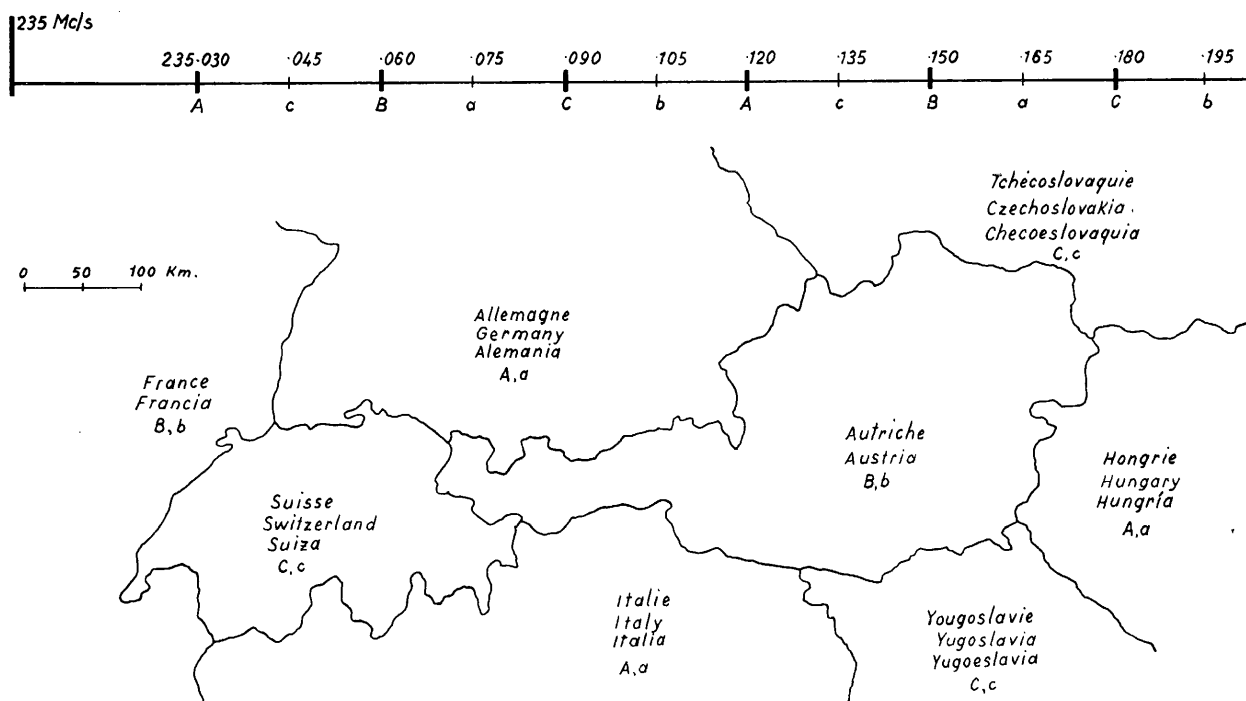 235 Mc/s
235·030 ·045 ·060 ·075 ·090 ·105 ·120 ·135 ·150 ·165 ·180 ·195
A c B a C b A c B a C b
Tchécoslovaquie
Czechoslovakia.
Checoeslovaquia
C,c
0 50 100 Km.
Allemagne
Germany
Alemania
A,a
France
Francia
B,b
Autriche
Austria
B,b
Hongrie
Hungary
Hungría
A,a
Suisse
Switzerland
Suiza
C,c
Italie
Italy
Italia
A,a
Yougoslavie
Yugoslavia
Yugoeslavia
C,c